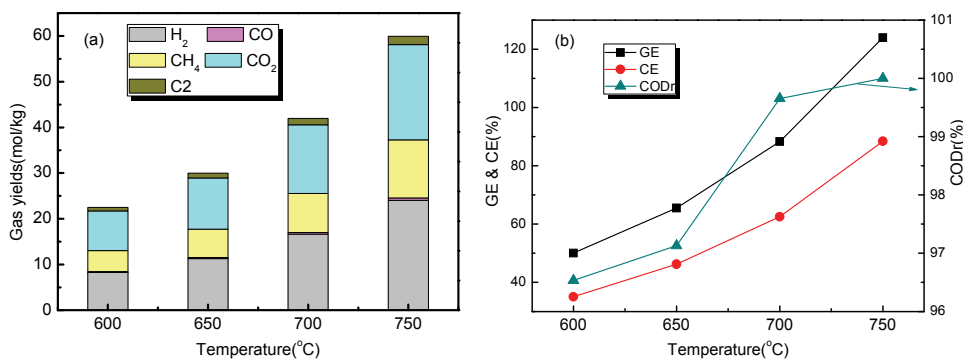 (a)
H2
CO
CH4
CO2
C2
60
50
40
30
20
10
0
Gas yields(mol/kg)
600
650
700
750
Temperature(oC)
(b)
GE
CE
CODr
120
100
80
60
40
GE & CE(%)
101
100
99
98
97
96
CODr(%)
600
650
700
750
Temperature(oC)